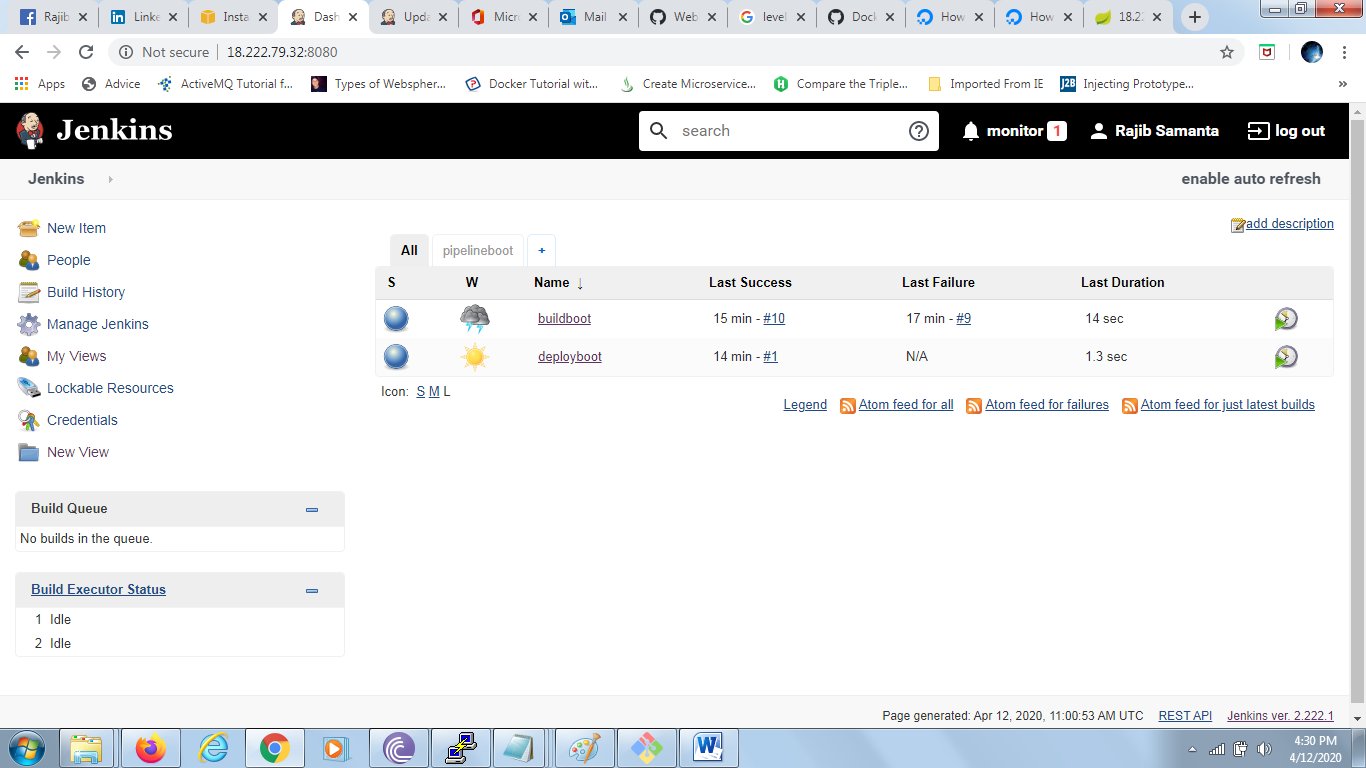 Rajib Linke Insta Dash Upda Micro Mail Web level Dock How How 18.22
Not secure 18.222.79.32:8080
Apps Advice ActiveMQ Tutorial f... Types of Webspher... Docker Tutorial wit... Create Microservice... Compare the Triple... Imported From IE J2B Injecting Prototype... »
Jenkins search monitor 1 Rajib Samanta log out
Jenkins enable auto refresh
add description
New Item
People
Build History
Manage Jenkins
My Views
Lockable Resources
Credentials
New View
All pipelineboot +
S W Name ↓ Last Success Last Failure Last Duration
buildboot 15 min - #10 17 min - #9 14 sec
deployboot 14 min - #1 N/A 1.3 sec
Icon: S M L
Legend Atom feed for all Atom feed for failures Atom feed for just latest builds
Build Queue
No builds in the queue.
Build Executor Status
1 Idle
2 Idle
Page generated: Apr 12, 2020, 11:00:53 AM UTC REST API Jenkins ver. 2.222.1
4:30 PM
4/12/2020